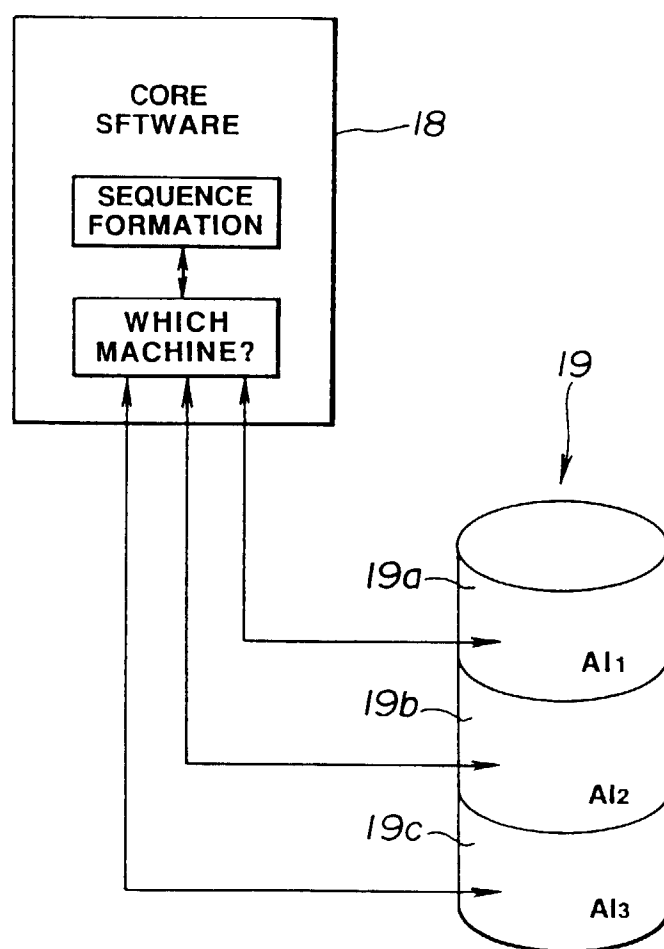 CORE
SFTWARE
18
SEQUENCE
FORMATION
WHICH
MACHINE?
19
19a
AI1
19b
AI2
19c
AI3